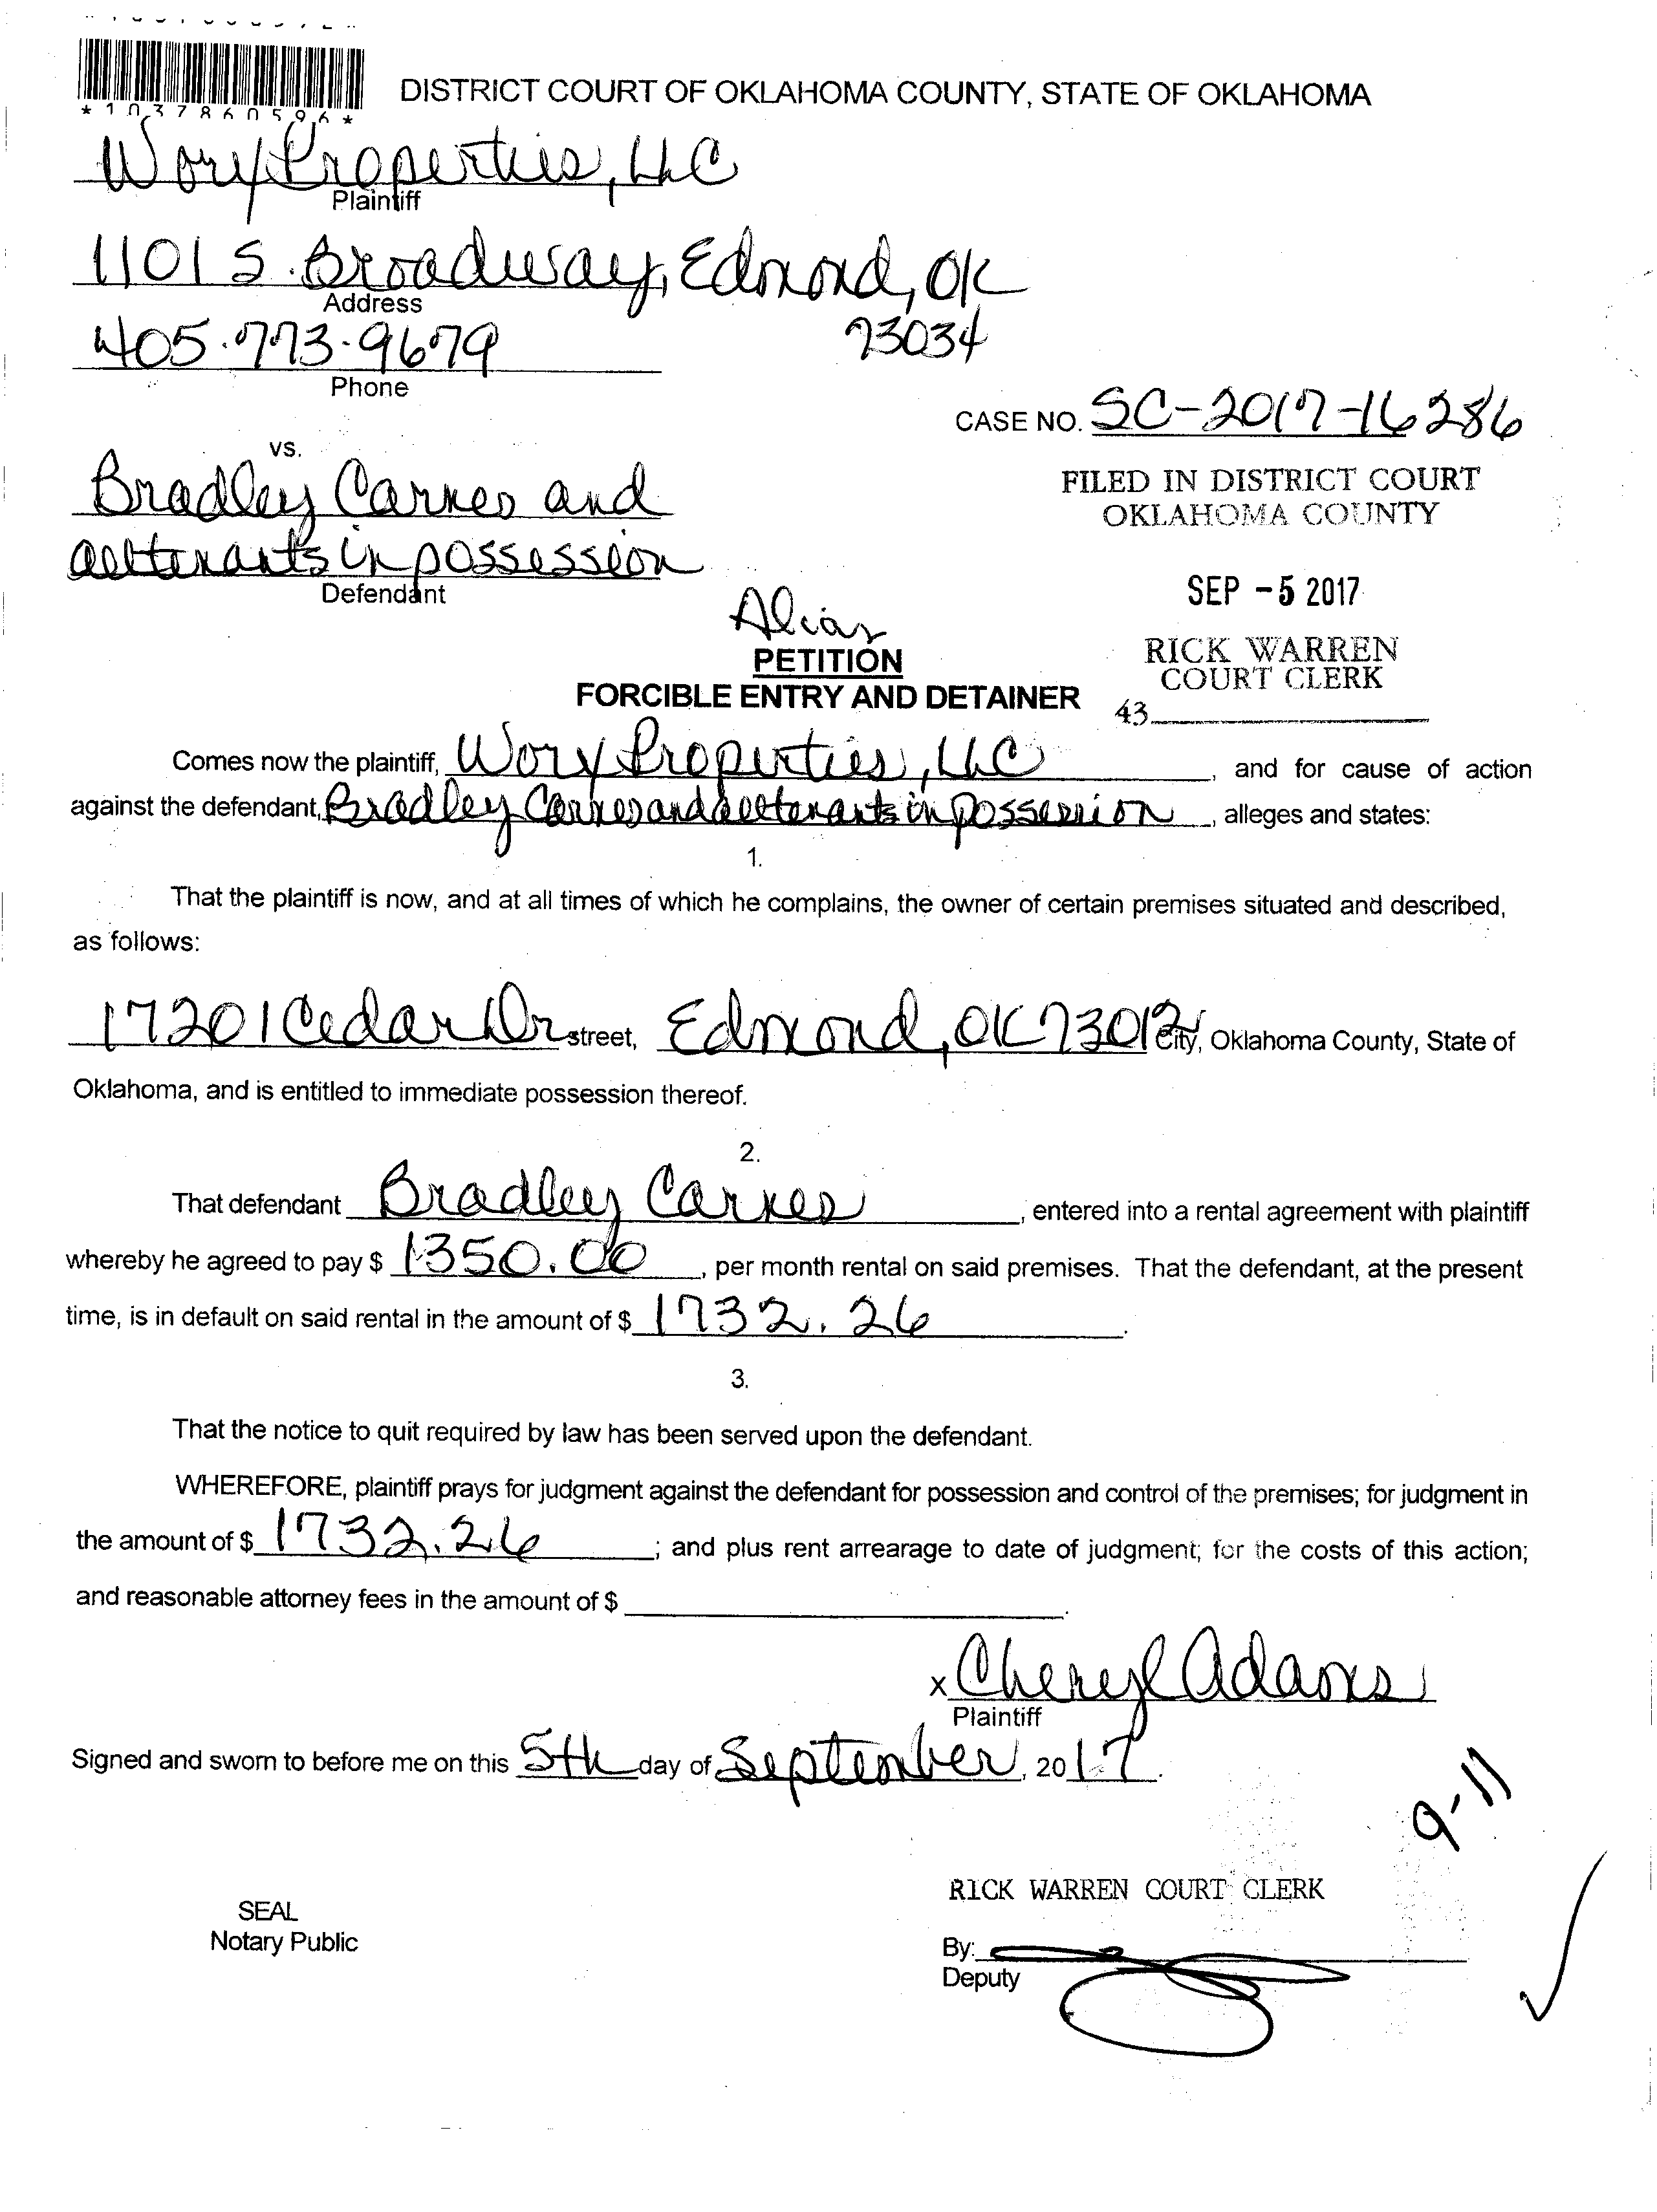 *1037860596*
DISTRICT COURT OF OKLAHOMA COUNTY, STATE OF OKLAHOMA
Wory Properties, LLC
Plaintiff
1101 S. Broadway, Edmond, OK
Address
73034
405.773.9679
Phone
CASE NO. SC-2017-16286
vs.
Bradley Carnes and
all tenants in possession
Defendant
FILED IN DISTRICT COURT
OKLAHOMA COUNTY
SEP -5 2017
RICK WARREN
COURT CLERK
43
Alias
PETITION
FORCIBLE ENTRY AND DETAINER
Comes now the plaintiff, Wory Properties, LLC, and for cause of action
against the defendant, Bradley Carnes and all tenants in possession, alleges and states:
1.
That the plaintiff is now, and at all times of which he complains, the owner of certain premises situated and described,
as follows:
17201 Cedar Dr street, Edmond, OK 73012 City, Oklahoma County, State of
Oklahoma, and is entitled to immediate possession thereof.
2.
That defendant Bradley Carnes, entered into a rental agreement with plaintiff
whereby he agreed to pay $ 1350.00, per month rental on said premises. That the defendant, at the present
time, is in default on said rental in the amount of $ 1732.26.
3.
That the notice to quit required by law has been served upon the defendant.
WHEREFORE, plaintiff prays for judgment against the defendant for possession and control of the premises; for judgment in
the amount of $ 1732.26; and plus rent arrearage to date of judgment; for the costs of this action;
and reasonable attorney fees in the amount of $.
x Cheryl Adams
Plaintiff
Signed and sworn to before me on this 5th day of September, 2017.
9-11
RICK WARREN COURT CLERK
SEAL
Notary Public
By:
Deputy